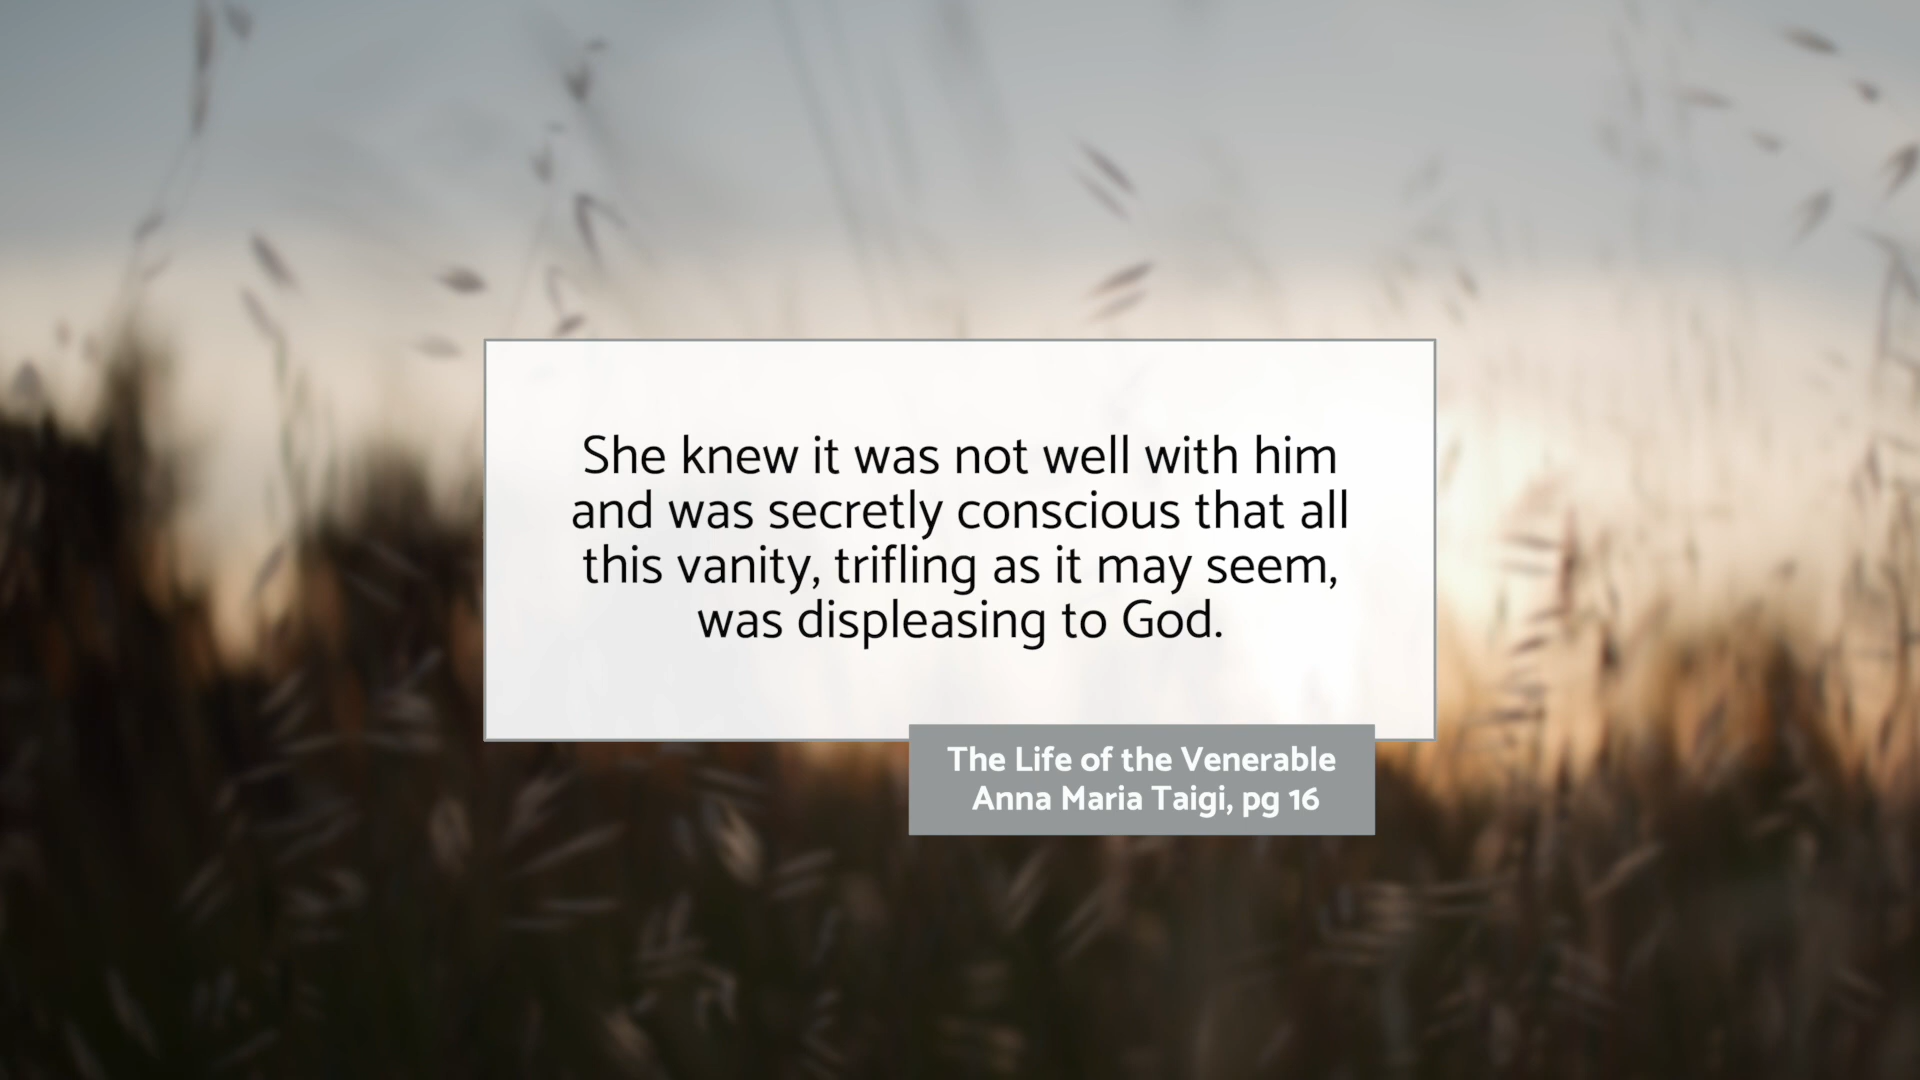 She knew it was not well with him
and was secretly conscious that all
this vanity, trifling as it may seem,
was displeasing to God.
The Life of the Venerable
Anna Maria Taigi, pg 16